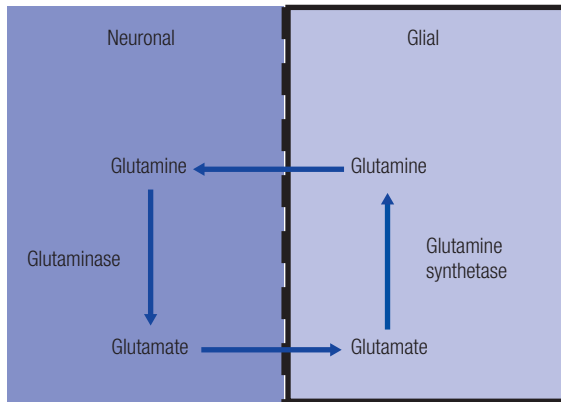 Neuronal
Glial
Glutamine
Glutamine
Glutaminase
Glutamine
synthetase
Glutamate
Glutamate